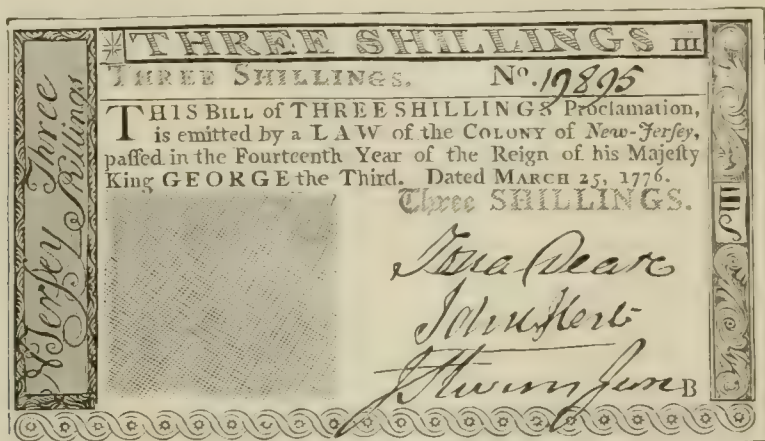 THREE SHILLINGS III
THREE SHILLINGS. No. 19895
THIS BILL of THREE SHILLINGS Proclamation,
is emitted by a LAW of the COLONY of New-Jerſey,
paſſed in the Fourteenth Year of the Reign of his Majeſty
King GEORGE the Third. Dated MARCH 25, 1776.
Three SHILLINGS.
Jona Deare
John
J Stevens Junr B
Jerſey Three
Shillings
III S